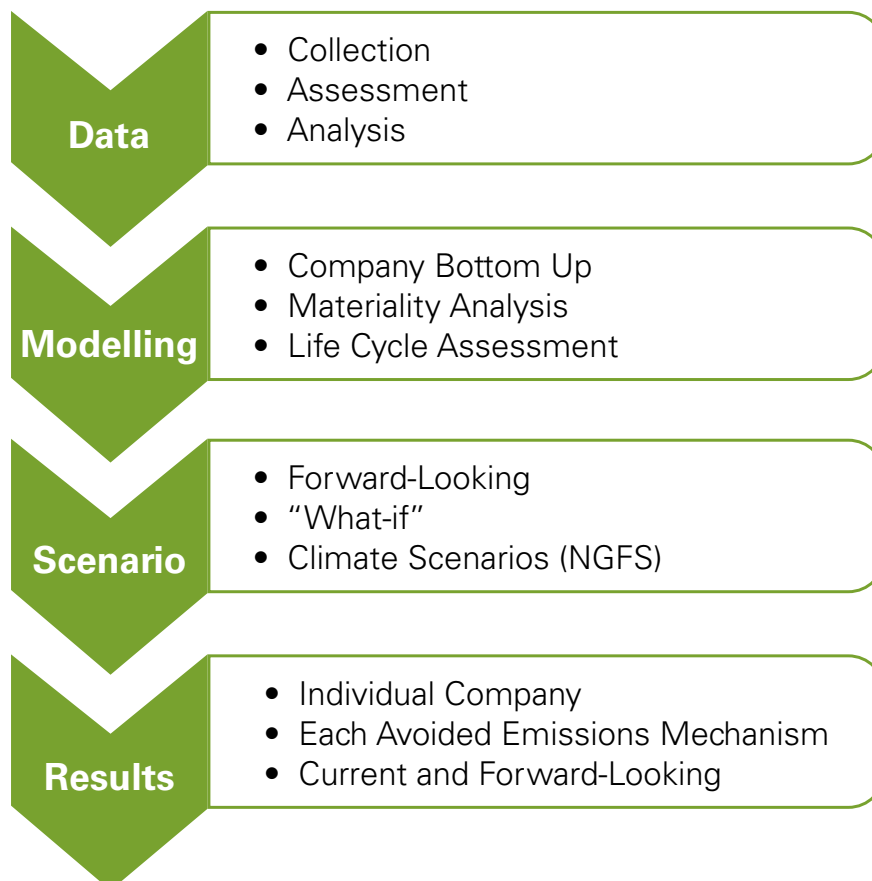 Data
• Collection
• Assessment
• Analysis
Modelling
• Company Bottom Up
• Materiality Analysis
• Life Cycle Assessment
Scenario
• Forward-Looking
• “What-if”
• Climate Scenarios (NGFS)
Results
• Individual Company
• Each Avoided Emissions Mechanism
• Current and Forward-Looking